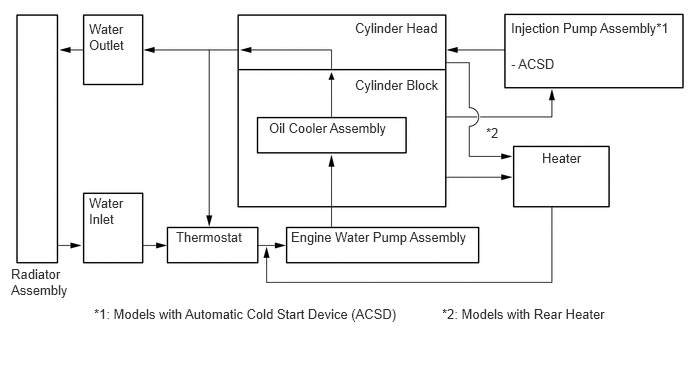 Water
Outlet
Cylinder Head
Injection Pump Assembly*1
- ACSD
Cylinder Block
Oil Cooler Assembly
*2
Heater
Water
Inlet
Thermostat
Engine Water Pump Assembly
Radiator
Assembly
*1: Models with Automatic Cold Start Device (ACSD)
*2: Models with Rear Heater